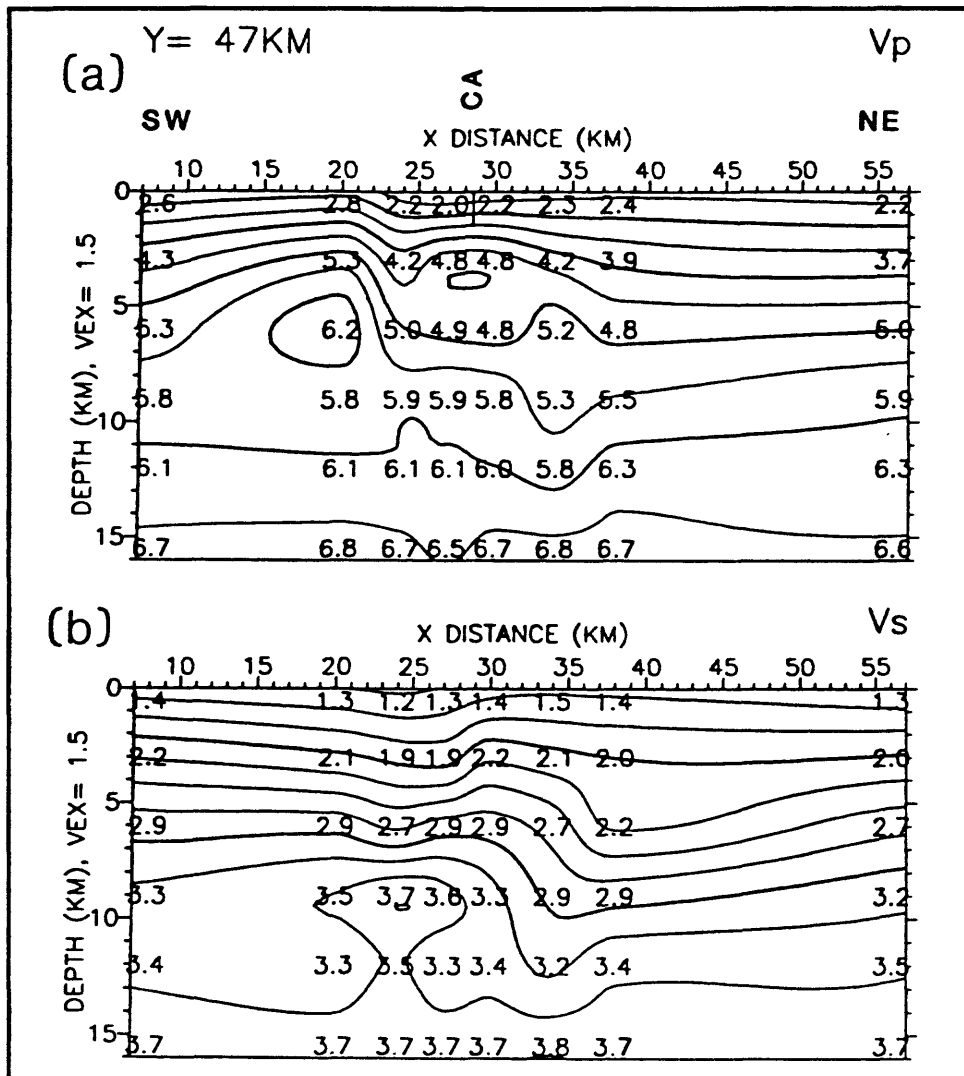 Y= 47KM Vp
(a)
CA
SW NE
X DISTANCE (KM)
10 15 20 25 30 35 40 45 50 55
0
2.6 2.8 2.2 2.0 2.2 2.3 2.4 2.2
4.3 5.3 4.2 4.8 4.8 4.2 3.9 3.7
5
5.3 6.2 5.0 4.9 4.8 5.2 4.8 5.0
5.8 5.8 5.9 5.9 5.8 5.3 5.5 5.9
10
6.1 6.1 6.1 6.1 6.0 5.8 6.3 6.3
15
6.7 6.8 6.7 6.5 6.7 6.8 6.7 6.6
DEPTH (KM), VEX= 1.5
(b) Vs
X DISTANCE (KM)
10 15 20 25 30 35 40 45 50 55
0
1.4 1.3 1.2 1.3 1.4 1.5 1.4 1.3
2.2 2.1 1.9 1.9 2.2 2.1 2.0 2.0
5
2.9 2.9 2.7 2.9 2.9 2.7 2.2 2.7
3.3 3.5 3.7 3.6 3.3 2.9 2.9 3.2
10
3.4 3.3 3.5 3.3 3.4 3.2 3.4 3.5
15
3.7 3.7 3.7 3.7 3.7 3.8 3.7 3.7
DEPTH (KM), VEX= 1.5